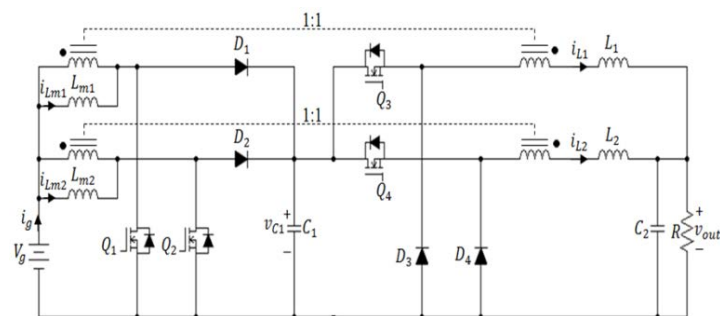 1:1
D1 iL1 L1
Lm1
iLm1
Q3
1:1
D2 iL2 L2
Lm2
iLm2
Q4
ig
Vg
Q1 Q2
+
vC1 C1
−
D3 D4
C2 R
+
vout
−